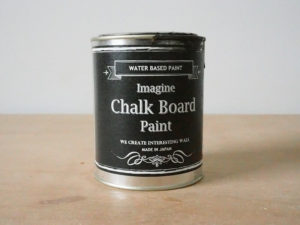 WATER BASED PAINT
Imagine
Chalk Board
Paint
WE CREATE INTERESTING WALL
MADE IN JAPAN